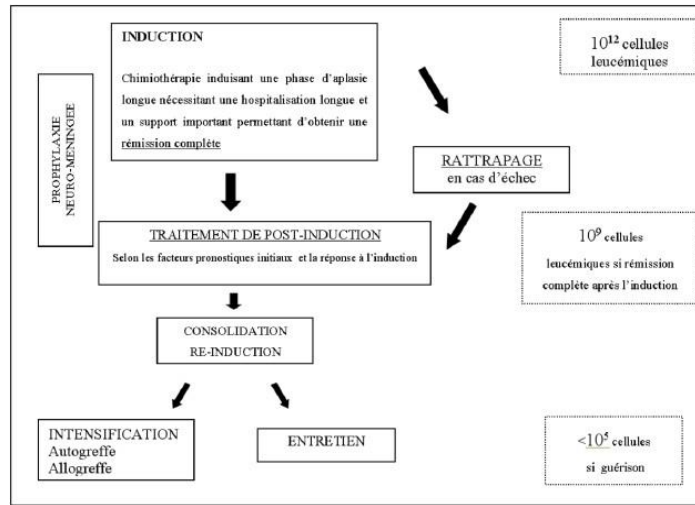 INDUCTION
Chimiothérapie induisant une phase d'aplasie
longue nécessitant une hospitalisation longue et
un support important permettant d'obtenir une
rémission complète
10¹² cellules
leucémiques
PROPHYLAXIE
NEURO-MENINGEE
RATTRAPAGE
en cas d'échec
TRAITEMENT DE POST-INDUCTION
Selon les facteurs pronostiques initiaux et la réponse à l'induction
10⁹ cellules
leucémiques si rémission
complète après l'induction
CONSOLIDATION
RE-INDUCTION
INTENSIFICATION
Autogreffe
Allogreffe
ENTRETIEN
<10⁵ cellules
si guérison